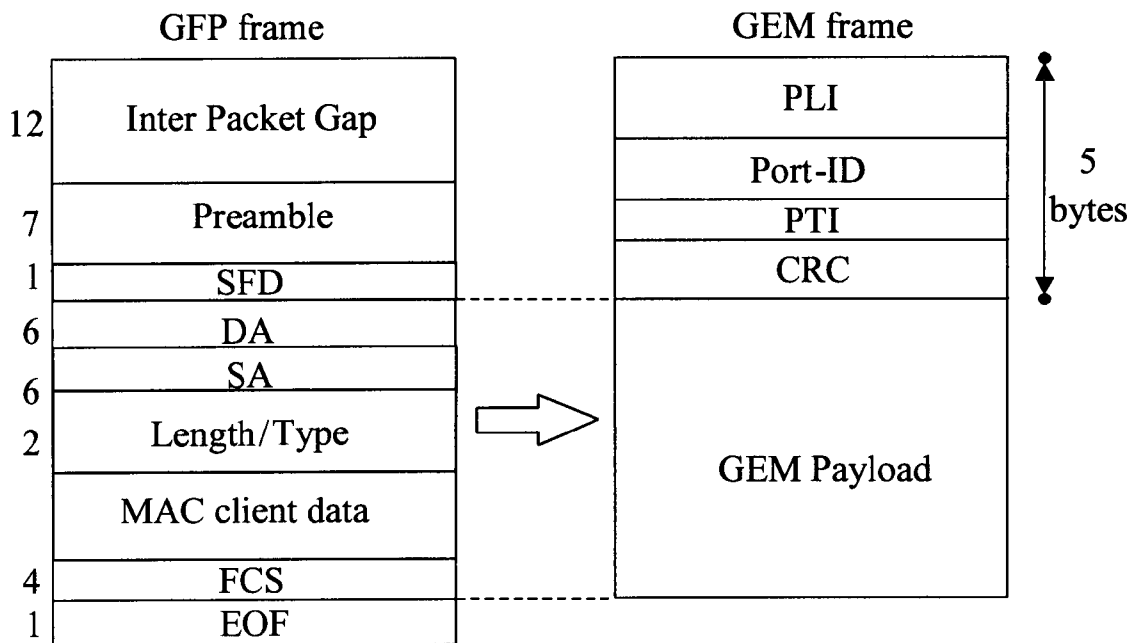 GFP frame
12
Inter Packet Gap
7
Preamble
1
SFD
6
DA
6
SA
2
Length/Type
MAC client data
4
FCS
1
EOF
GEM frame
PLI
Port-ID
PTI
CRC
5
bytes
GEM Payload